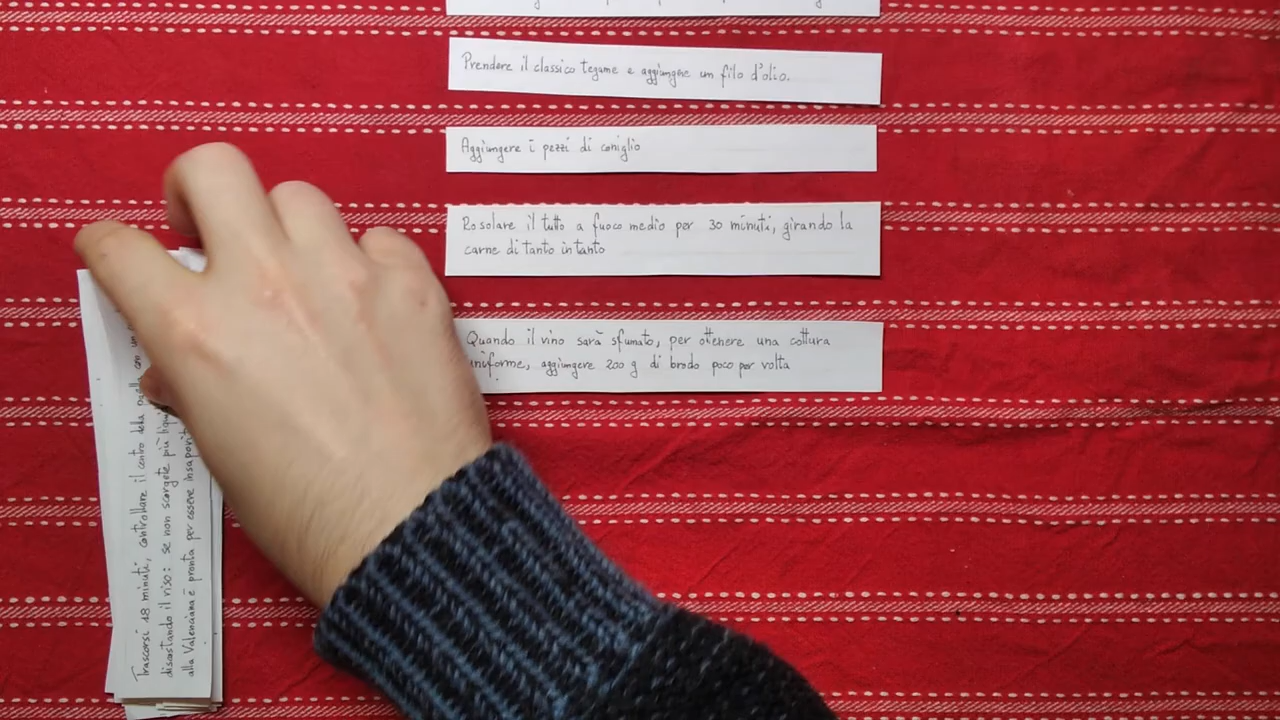 Prendere il classico tegame e aggiungere un filo d'olio.
Aggiungere i pezzi di coniglio
Rosolare il tutto a fuoco medio per 30 minuti, girando la
carne di tanto in tanto
Quando il vino sarà sfumato, per ottenere una cottura
uniforme, aggiungere 200 g di brodo poco per volta
Trascorsi 18 minuti, controllare il centro della con un
discostando il riso: se non scorgete più
alla Valenciana è pronta per essere